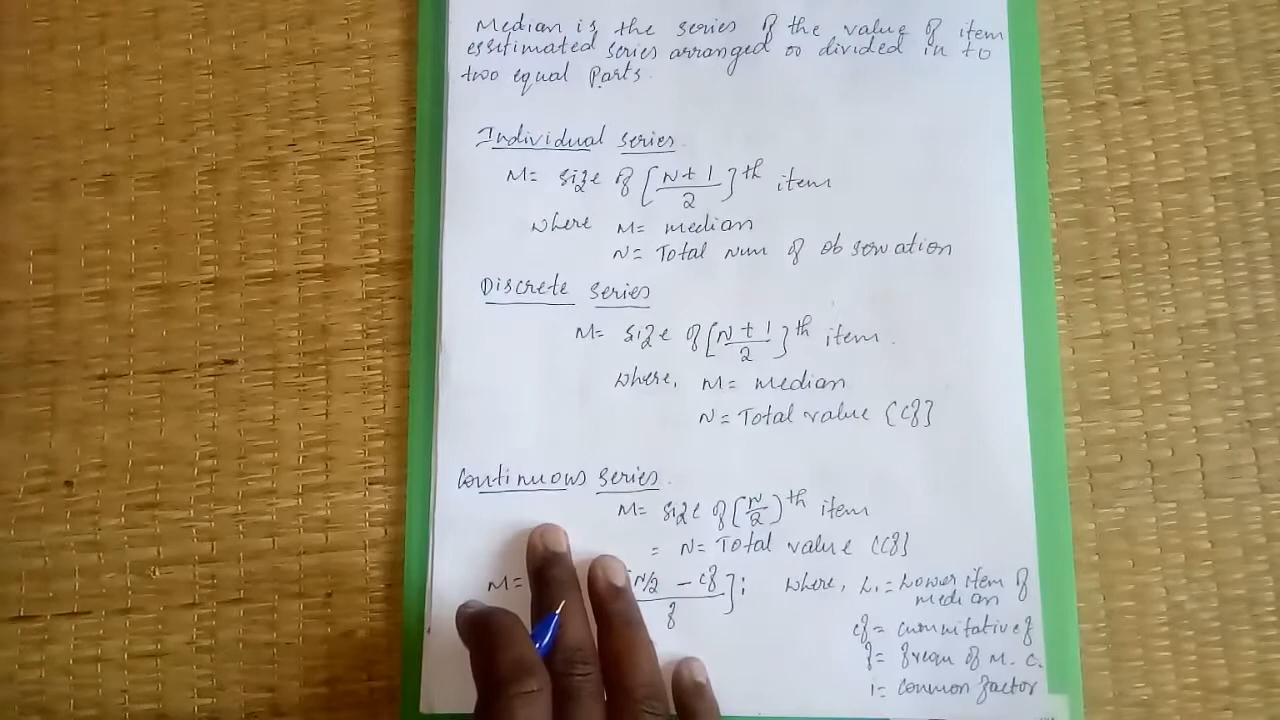 Median is the series of the value of item
essitimated series arranged or divided in to
two equal Parts.
Individual series.
M= size of [N+1/2]th item
where M= median
N= Total Num of observation
Discrete series
M= size of [N+1/2]th item.
where, M= median
N= Total value (cf)
Continuous series.
M= size of [N/2)th item
= N= Total value (cf)
M= N/2 - cf/f]i where, L1= Lower item of
median
cf= cummitative f
f= frequn of M. C.
i= Common factor